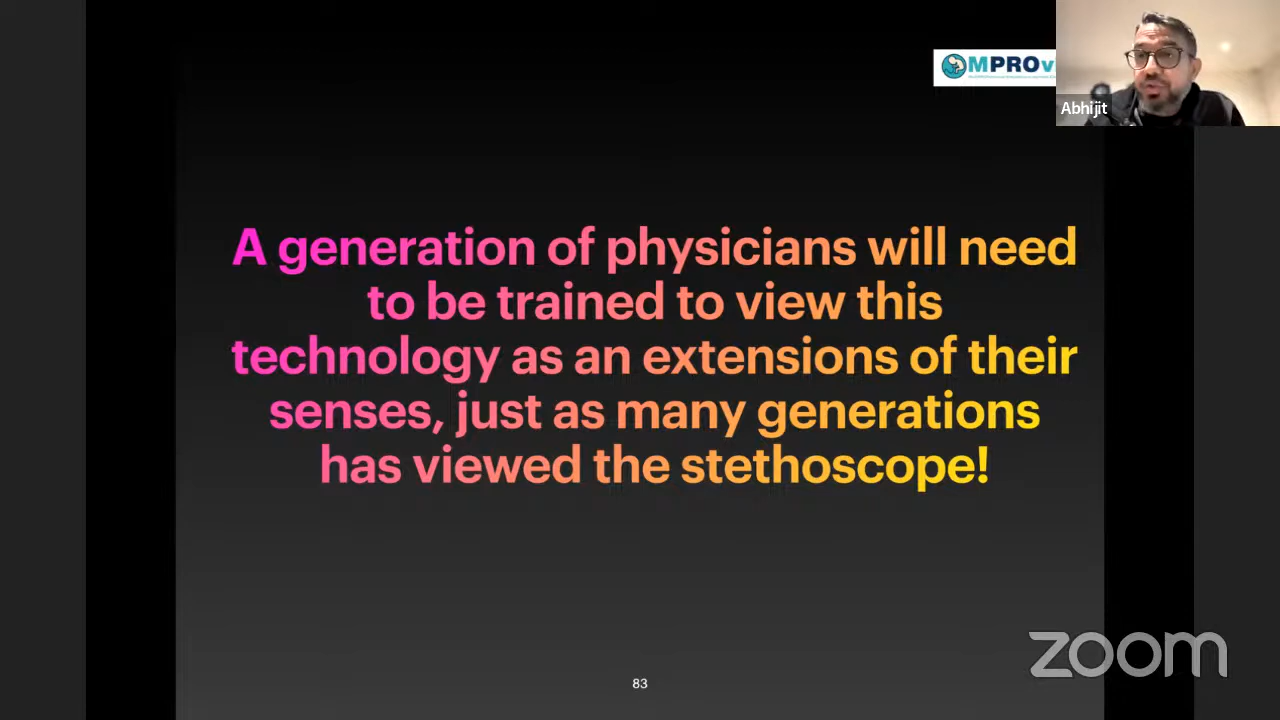 MPROv
Abhijit
A generation of physicians will need
to be trained to view this
technology as an extensions of their
senses, just as many generations
has viewed the stethoscope!
zoom
83